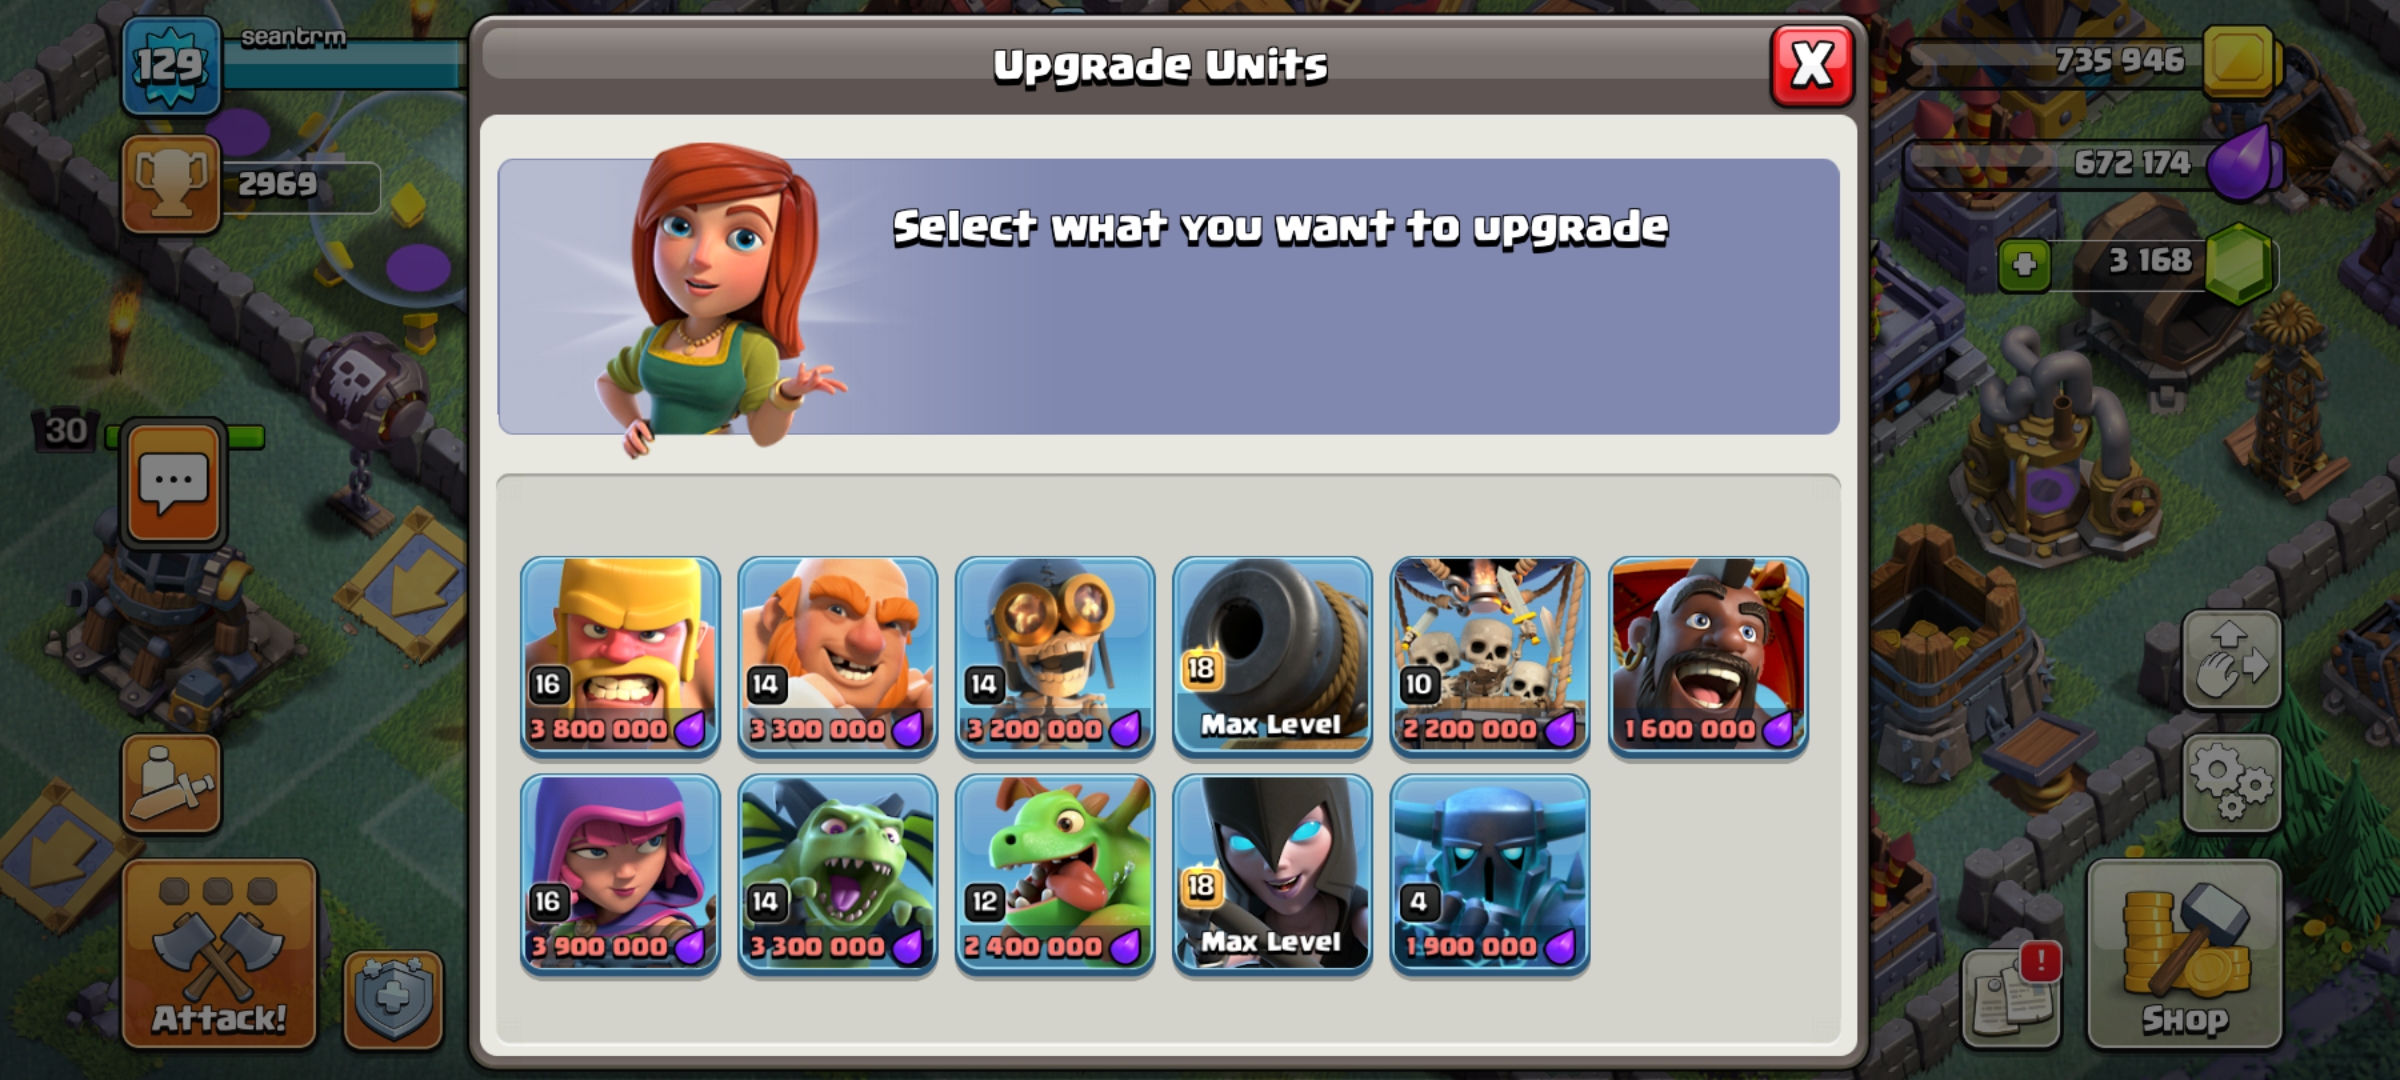 129
seantrm
Upgrade Units
X
735 946
2969
672 174
3 168
Select what you want to upgrade
30
16
3 800 000
14
3 300 000
14
3 200 000
18
Max Level
10
2 200 000
1 600 000
16
3 900 000
14
3 300 000
12
2 400 000
18
Max Level
4
1 900 000
Attack!
!
Shop